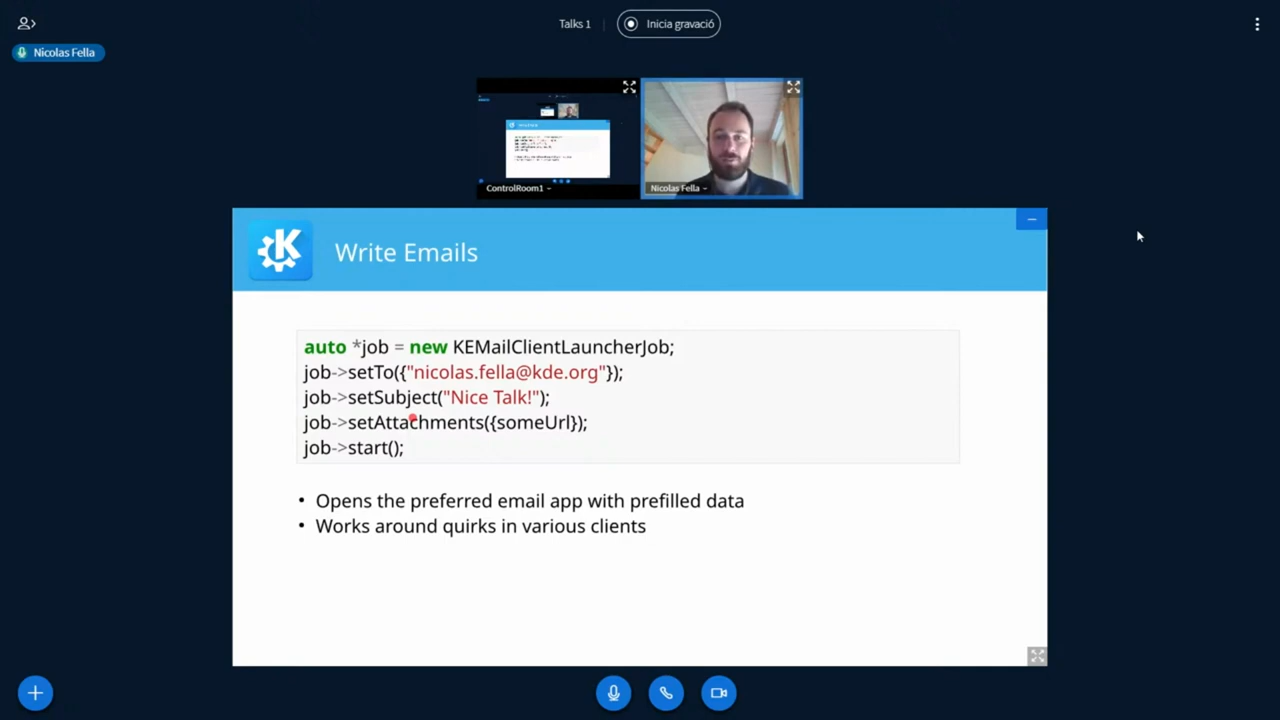 Talks 1
Inicia gravació
Nicolas Fella
ControlRoom1
Nicolas Fella
Write Emails
auto *job = new KEMailClientLauncherJob;
job->setTo({"nicolas.fella@kde.org"});
job->setSubject("Nice Talk!");
job->setAttachments({someUrl});
job->start();
• Opens the preferred email app with prefilled data
• Works around quirks in various clients